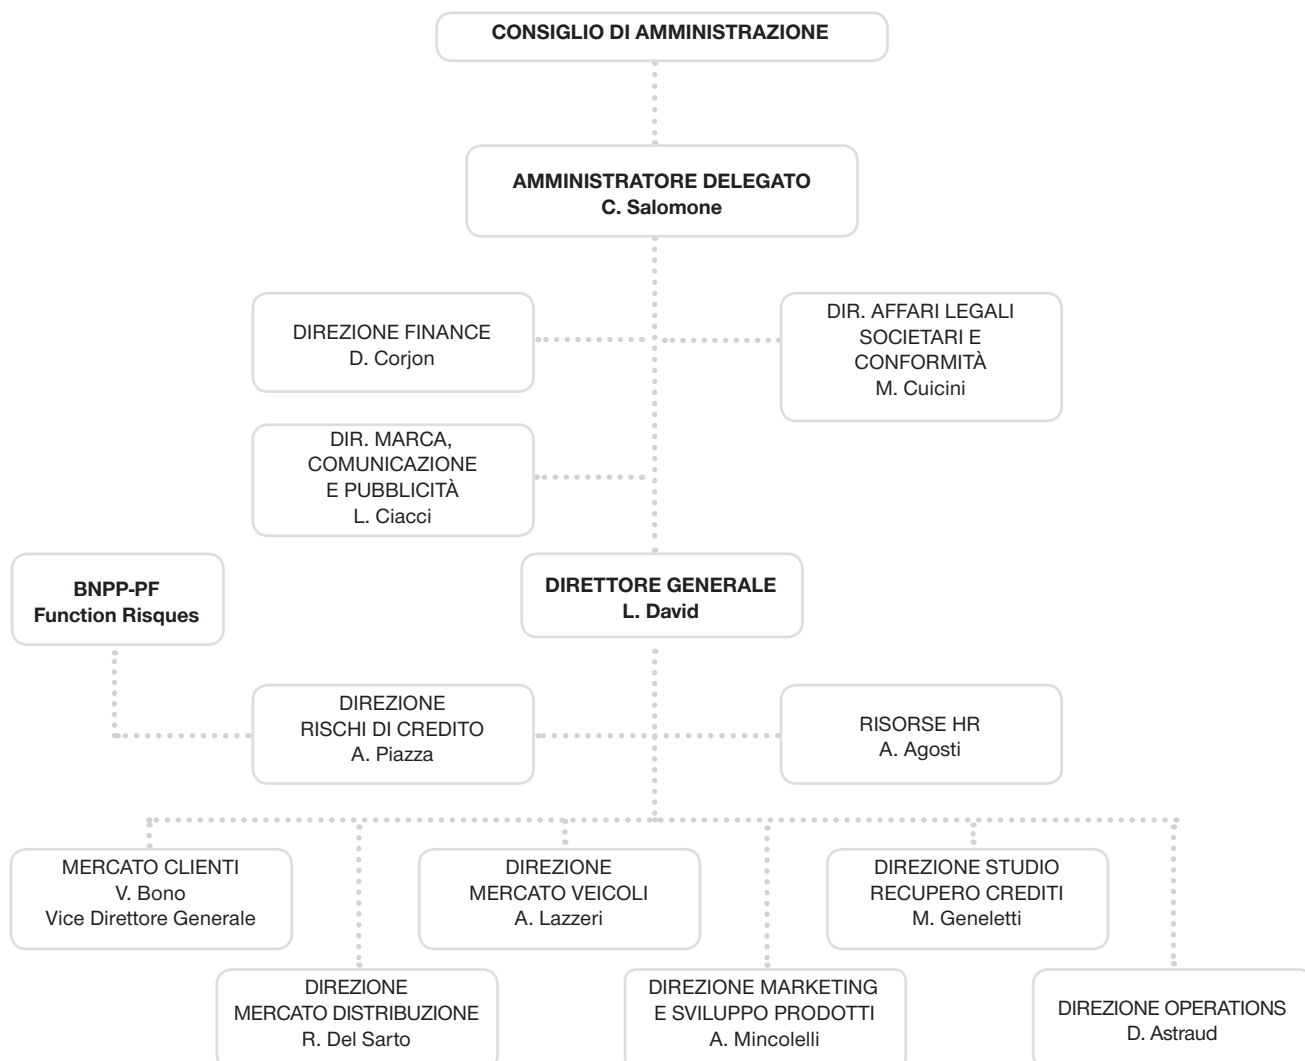 CONSIGLIO DI AMMINISTRAZIONE
AMMINISTRATORE DELEGATO
C. Salomone
DIREZIONE FINANCE
D. Corjon
DIR. AFFARI LEGALI
SOCIETARI E
CONFORMITÀ
M. Cuicini
DIR. MARCA,
COMUNICAZIONE
E PUBBLICITÀ
L. Ciacci
BNPP-PF
Function Risques
DIRETTORE GENERALE
L. David
DIREZIONE
RISCHI DI CREDITO
A. Piazza
RISORSE HR
A. Agosti
MERCATO CLIENTI
V. Bono
Vice Direttore Generale
DIREZIONE
MERCATO VEICOLI
A. Lazzeri
DIREZIONE STUDIO
RECUPERO CREDITI
M. Geneletti
DIREZIONE
MERCATO DISTRIBUZIONE
R. Del Sarto
DIREZIONE MARKETING
E SVILUPPO PRODOTTI
A. Mincolelli
DIREZIONE OPERATIONS
D. Astraud